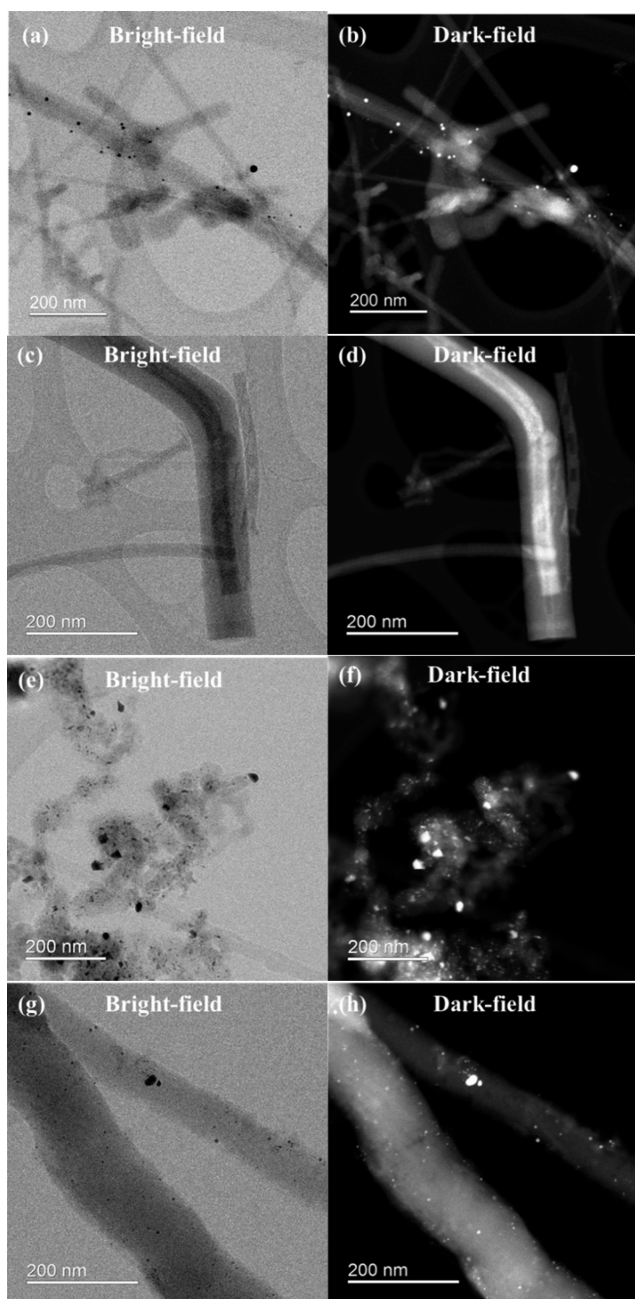 (a) Bright-field
(b) Dark-field
200 nm
200 nm
(c) Bright-field
(d) Dark-field
200 nm
200 nm
(e) Bright-field
(f) Dark-field
200 nm
200 nm
(g) Bright-field
(h) Dark-field
200 nm
200 nm